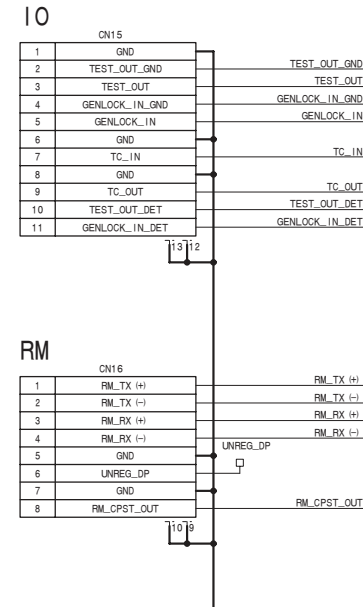 IO
CN15
1 GND
2 TEST_OUT_GND TEST_OUT_GND
3 TEST_OUT TEST_OUT
4 GENLOCK_IN_GND GENLOCK_IN_GND
5 GENLOCK_IN GENLOCK_IN
6 GND
7 TC_IN TC_IN
8 GND
9 TC_OUT TC_OUT
10 TEST_OUT_DET TEST_OUT_DET
11 GENLOCK_IN_DET GENLOCK_IN_DET
13 12
RM
CN16
1 RM_TX (+) RM_TX (+)
2 RM_TX (-) RM_TX (-)
3 RM_RX (+) RM_RX (+)
4 RM_RX (-) RM_RX (-)
5 GND UNREG_DP
6 UNREG_DP
7 GND
8 RM_CPST_OUT RM_CPST_OUT
10 9